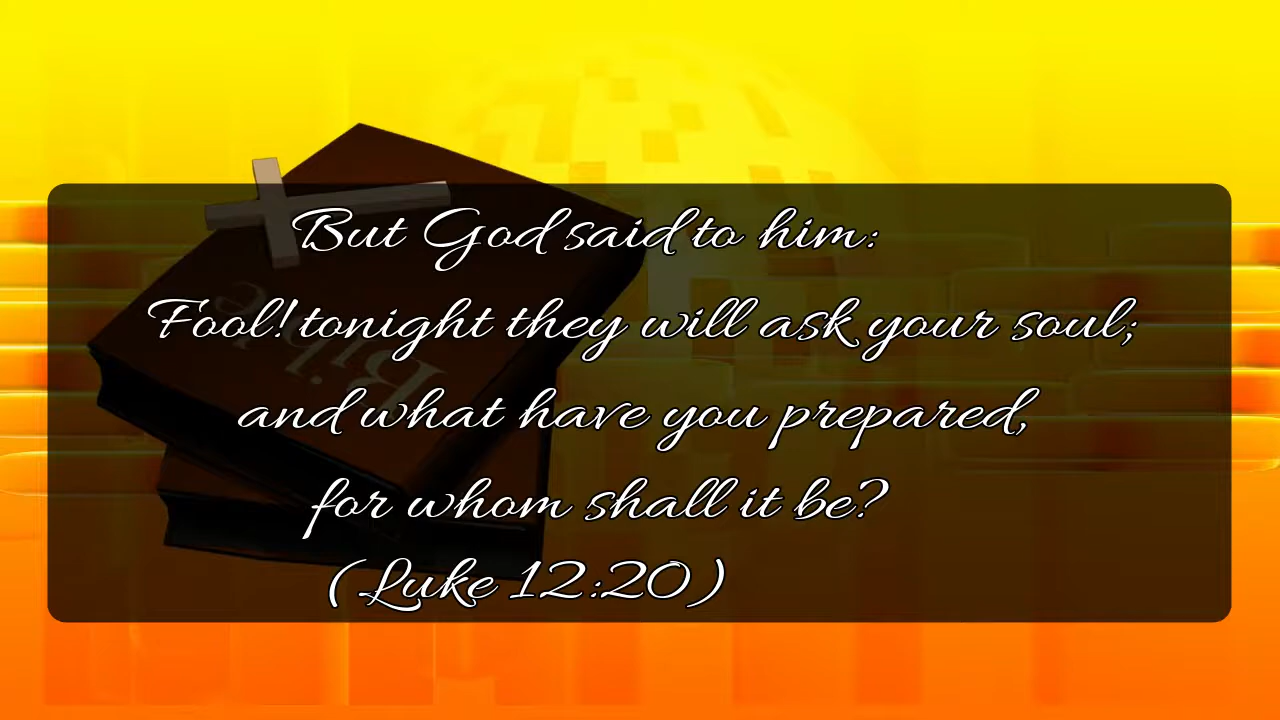 But God said to him:
Fool! tonight they will ask your soul;
and what have you prepared,
for whom shall it be?
(Luke 12:20)
Bible